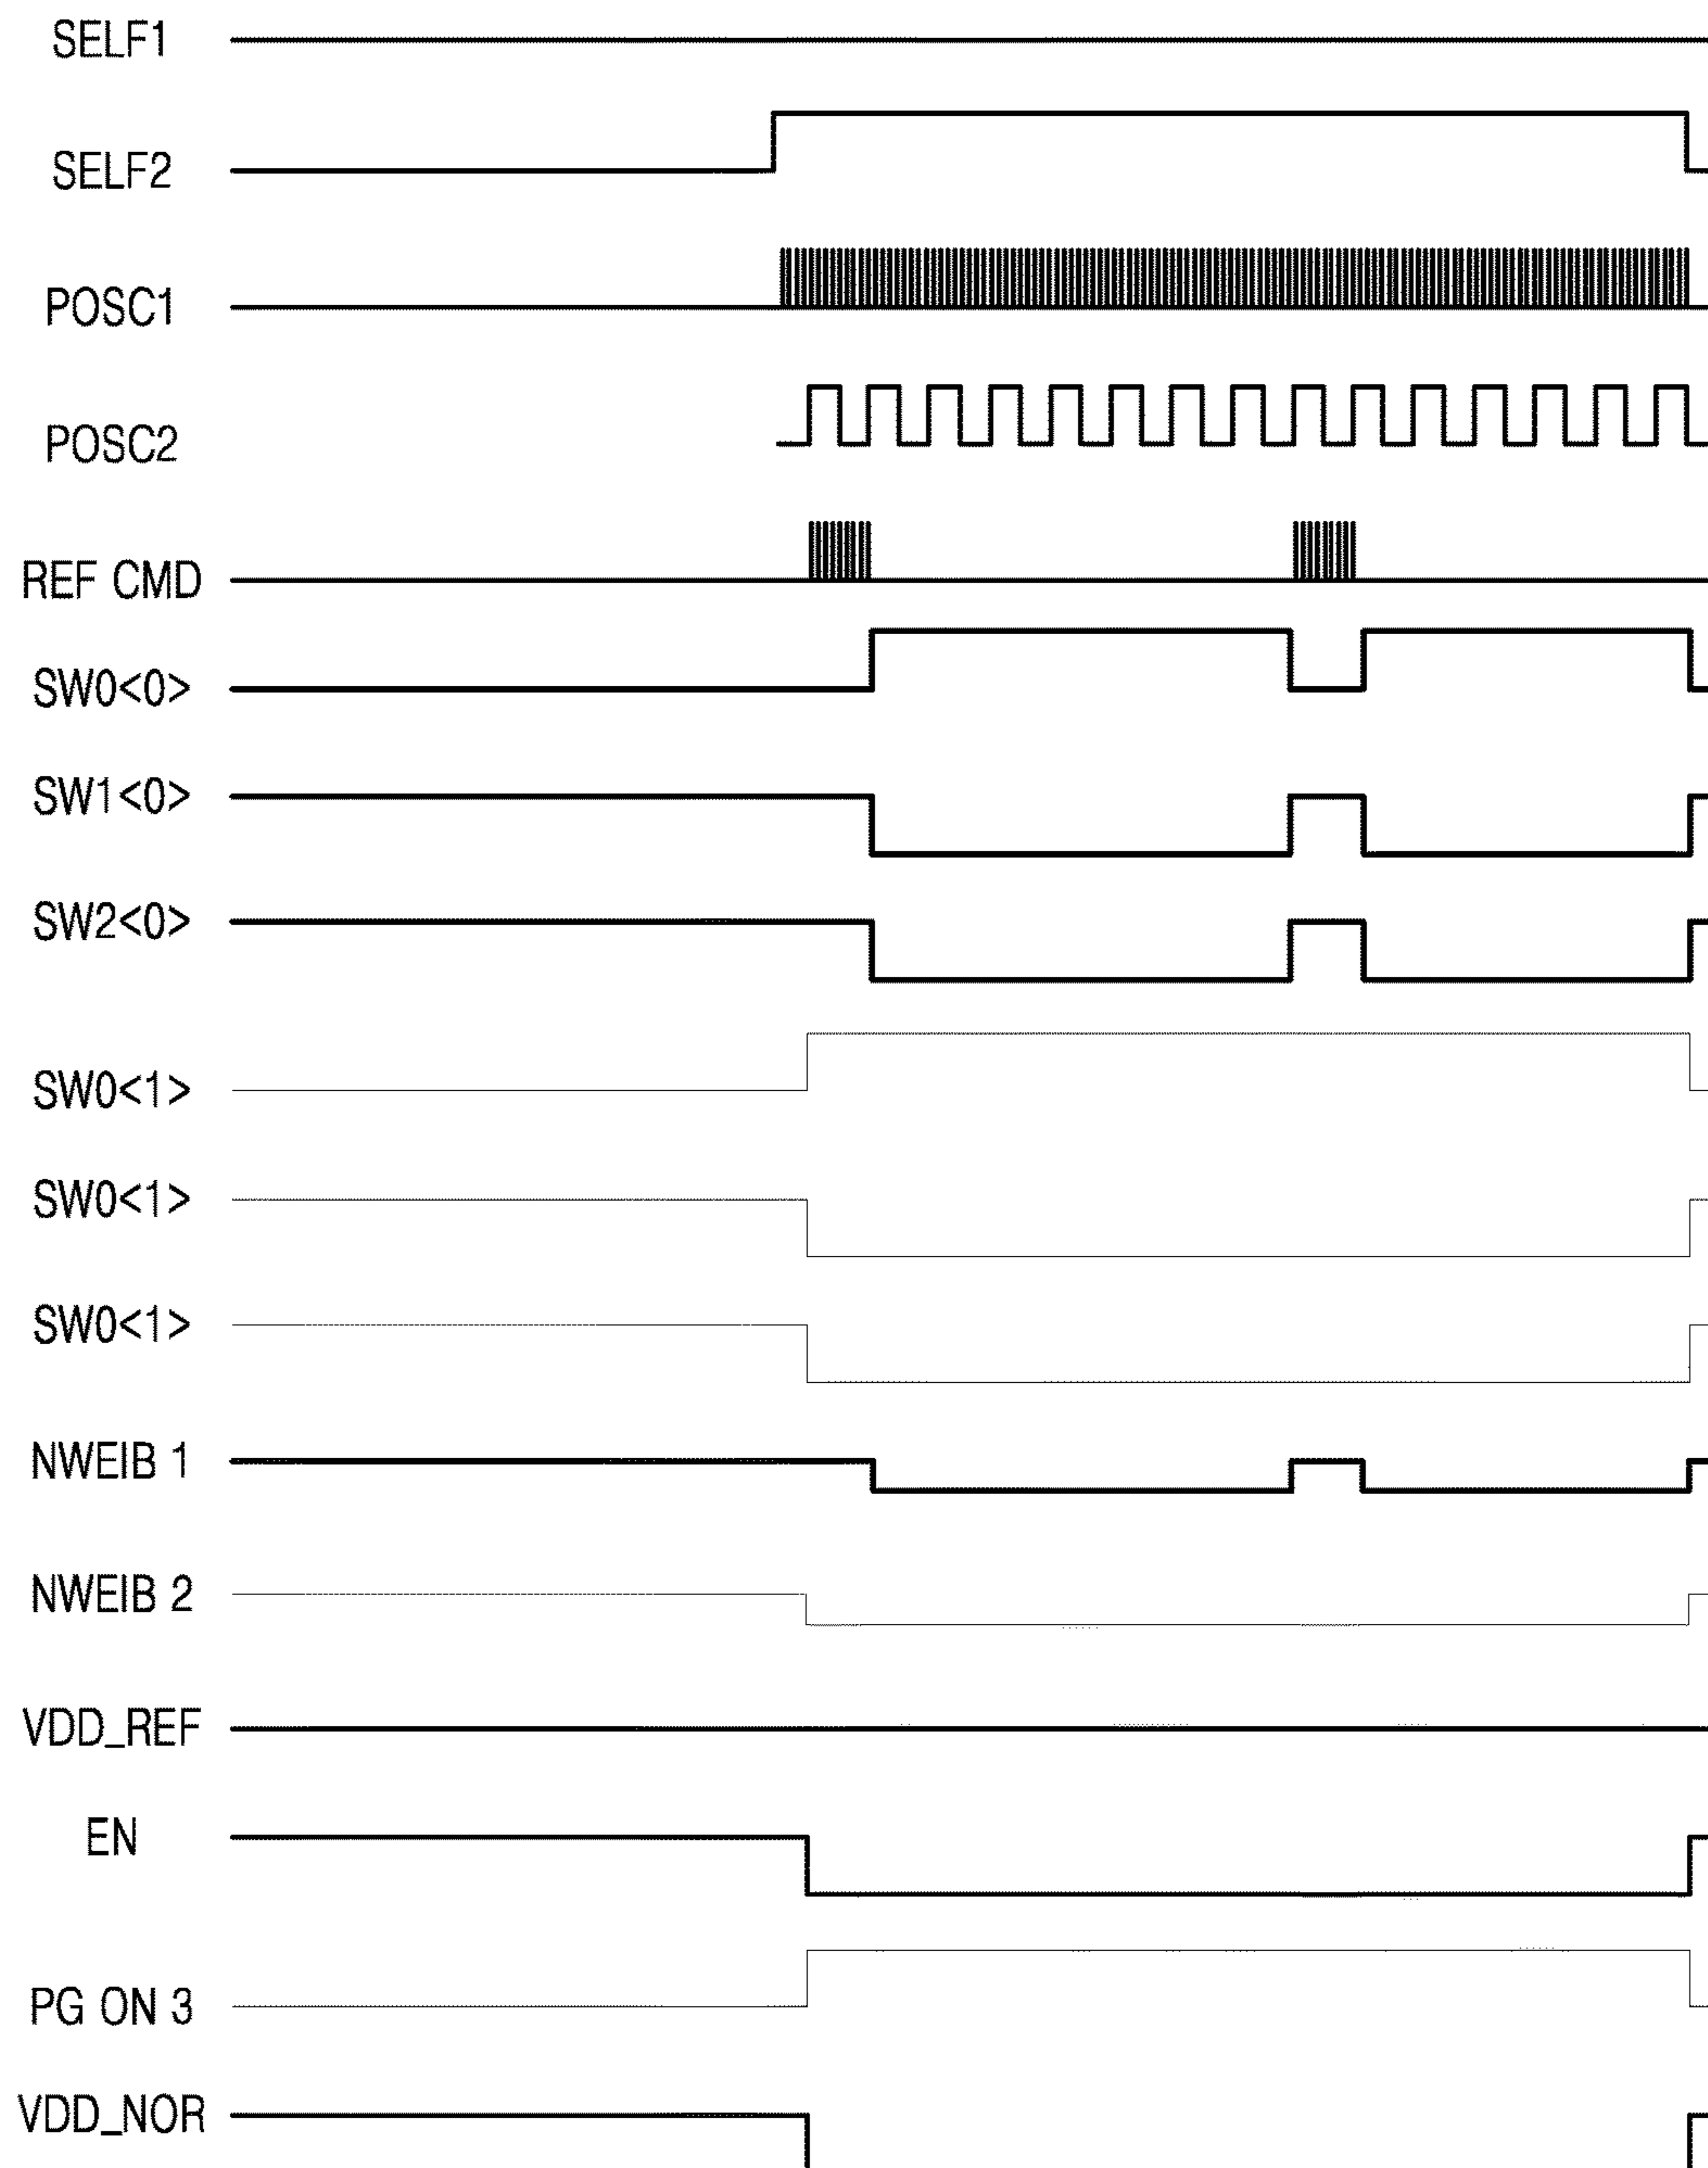 SELF1
SELF2
POSC1
POSC2
REF CMD
SW0<0>
SW1<0>
SW2<0>
SW0<1>
SW0<1>
SW0<1>
NWEIB 1
NWEIB 2
VDD_REF
EN
PG ON 3
VDD_NOR